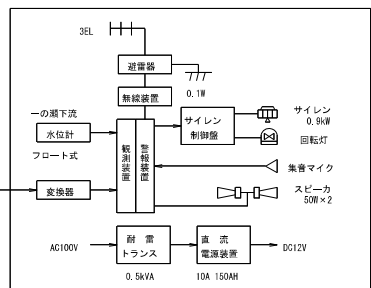 3EL
避雷器
無線装置
0.1W
一の瀬下流
水位計
フロート式
変換器
観測装置
警報装置
サイレン
制御盤
サイレン
0.9kW
回転灯
集音マイク
スピーカ
50W×2
AC100V
耐雷
トランス
0.5kVA
直流
電源装置
10A 150AH
DC12V